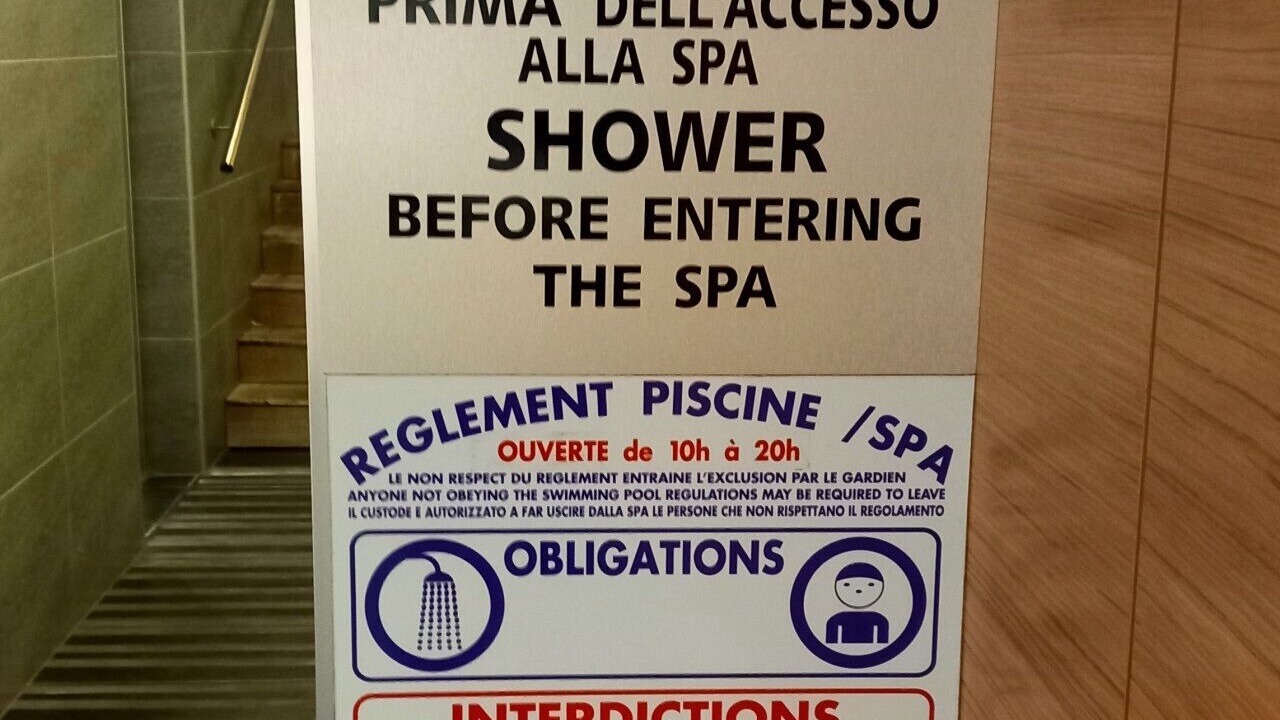 PRIMA DELL'ACCESSO
ALLA SPA
SHOWER
BEFORE ENTERING
THE SPA
REGLEMENT PISCINE /SPA
OUVERTE de 10h à 20h
LE NON RESPECT DU REGLEMENT ENTRAINE L'EXCLUSION PAR LE GARDIEN
ANYONE NOT OBEYING THE SWIMMING POOL REGULATIONS MAY BE REQUIRED TO LEAVE
IL CUSTODE E AUTORIZZATO A FAR USCIRE DALLA SPA LE PERSONE CHE NON RISPETTANO IL REGOLAMENTO
OBLIGATIONS
INTERDICTIONS